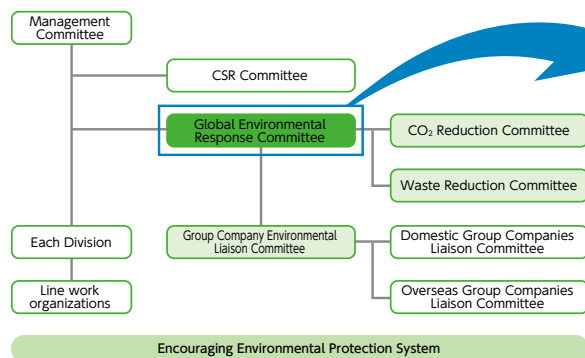 Management
Committee
CSR Committee
Global Environmental
Response Committee
CO₂ Reduction Committee
Waste Reduction Committee
Group Company Environmental
Liaison Committee
Each Division
Domestic Group Companies
Liaison Committee
Line work
organizations
Overseas Group Companies
Liaison Committee
Encouraging Environmental Protection System